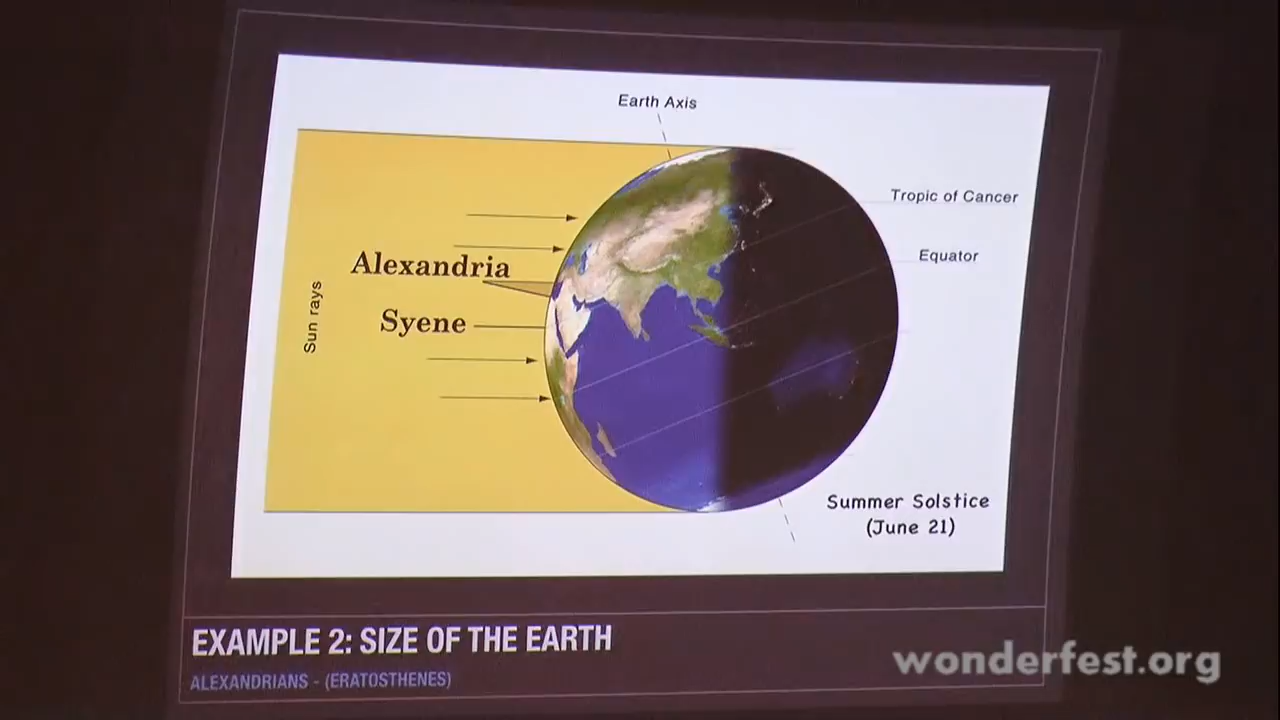 Earth Axis
Tropic of Cancer
Equator
Alexandria
Syene
Sun rays
Summer Solstice
(June 21)
EXAMPLE 2: SIZE OF THE EARTH
ALEXANDRIANS - (ERATOSTHENES)
wonderfest.org